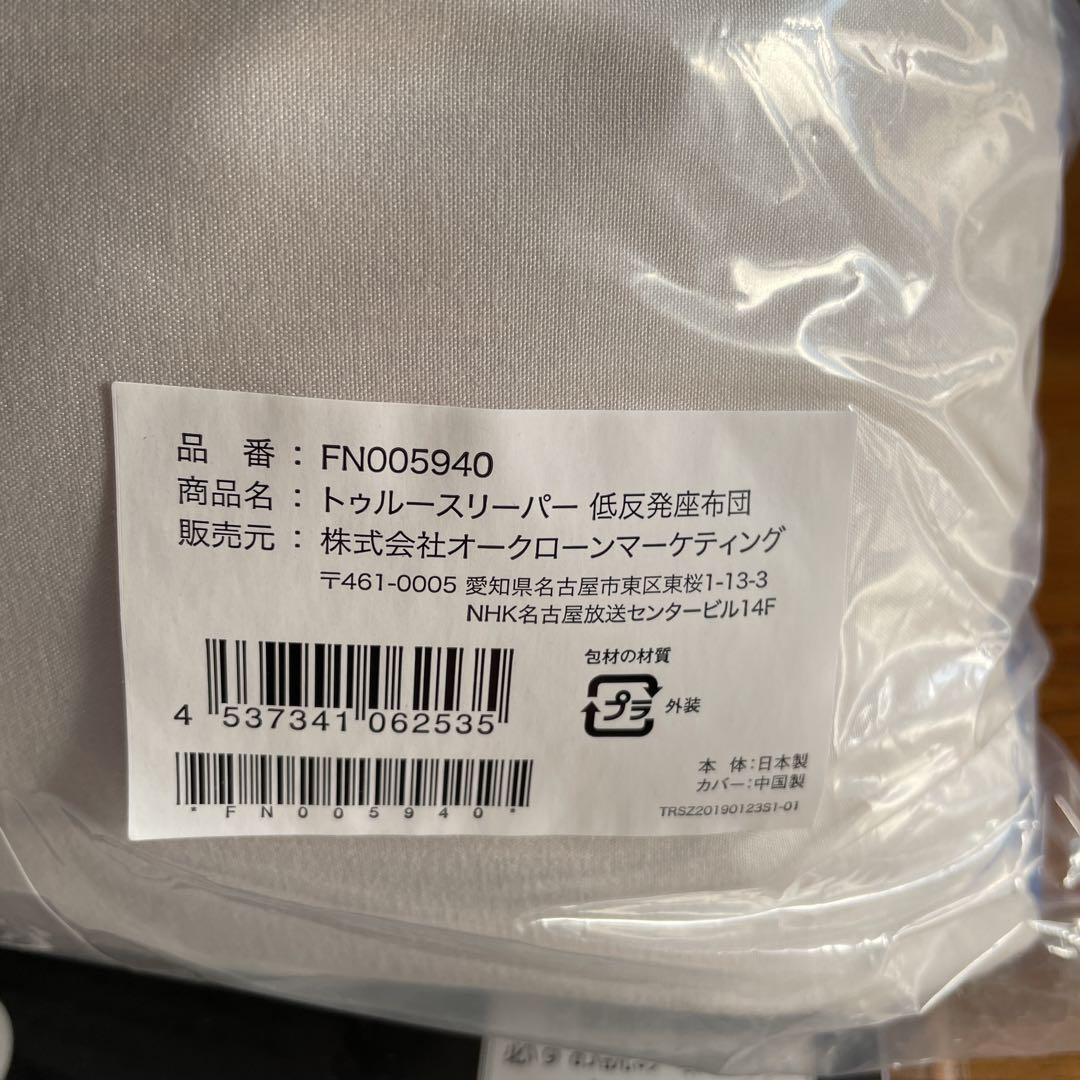 品 番 : FN005940
商品名 : トゥルースリーパー 低反発座布団
販売元 : 株式会社オークローンマーケティング
〒461-0005 愛知県名古屋市東区東桜1-13-3
NHK名古屋放送センタービル14F
包材の材質
プラ 外装
4 537341 062535
本 体:日本製
カバー:中国製
*FN005940*
TRSZ20190123S1-01